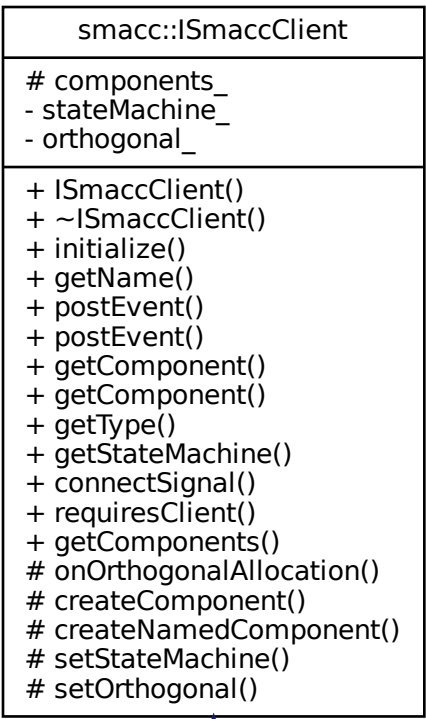 smacc::ISmaccClient
# components_
- stateMachine_
- orthogonal_
+ ISmaccClient()
+ ~ISmaccClient()
+ initialize()
+ getName()
+ postEvent()
+ postEvent()
+ getComponent()
+ getComponent()
+ getType()
+ getStateMachine()
+ connectSignal()
+ requiresClient()
+ getComponents()
# onOrthogonalAllocation()
# createComponent()
# createNamedComponent()
# setStateMachine()
# setOrthogonal()